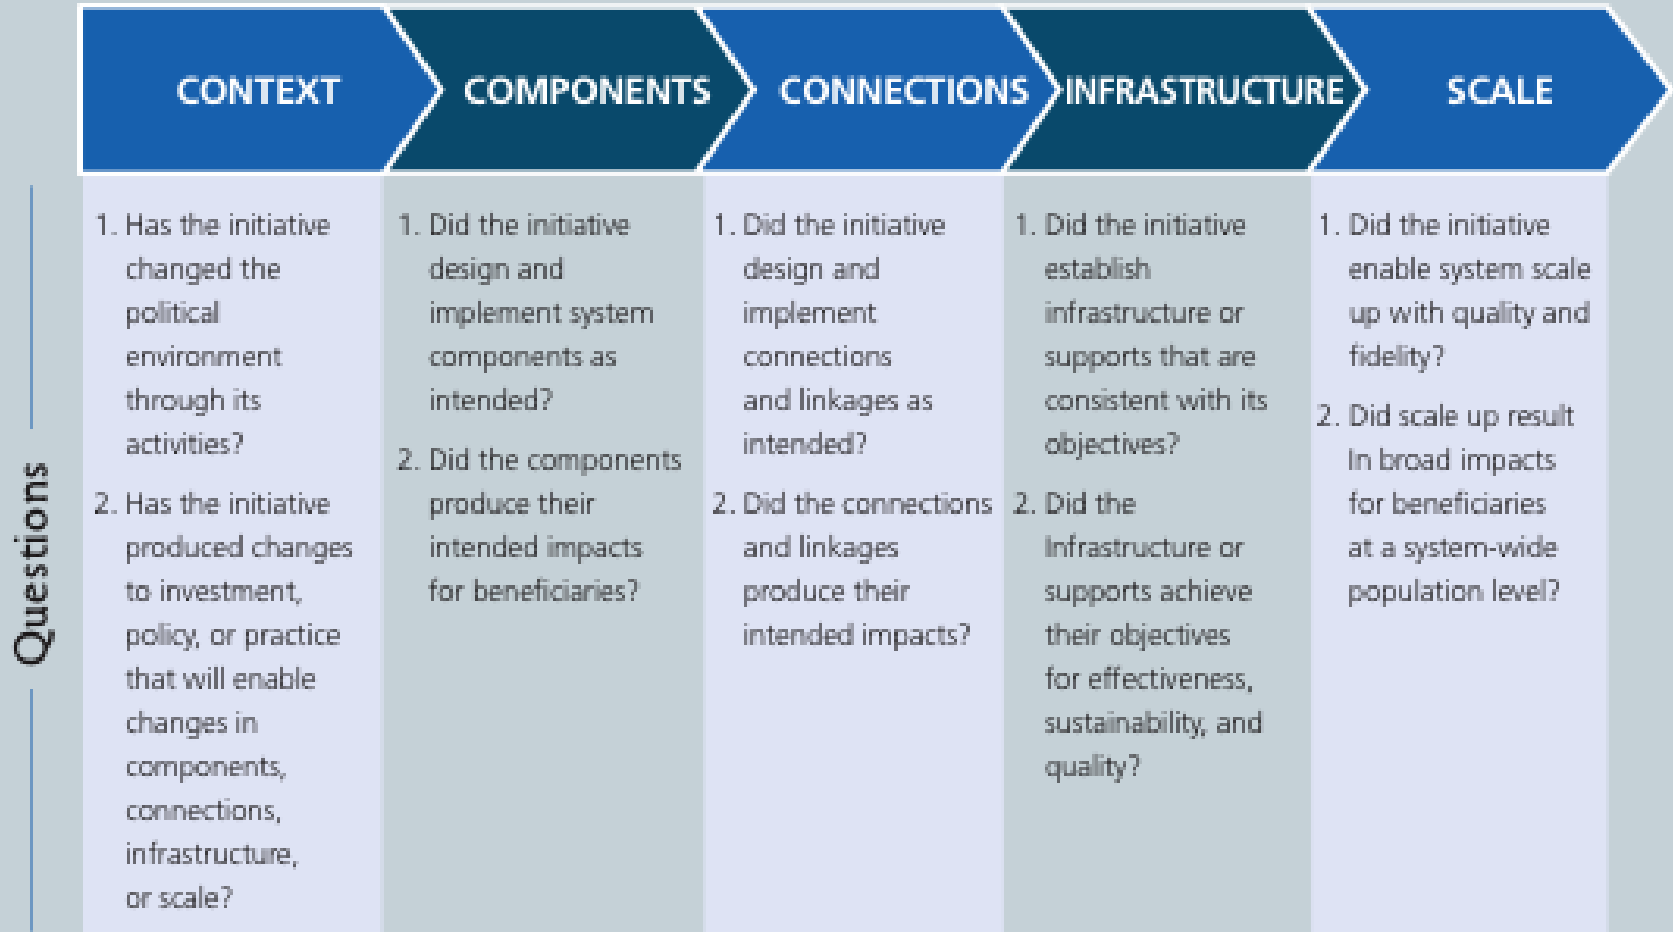 CONTEXT
COMPONENTS
CONNECTIONS
INFRASTRUCTURE
SCALE
Questions
1. Has the initiative
changed the
political
environment
through its
activities?
2. Has the initiative
produced changes
to investment,
policy, or practice
that will enable
changes in
components,
connections,
infrastructure,
or scale?
1. Did the initiative
design and
implement system
components as
intended?
2. Did the components
produce their
intended impacts
for beneficiaries?
1. Did the initiative
design and
implement
connections
and linkages as
intended?
2. Did the connections
and linkages
produce their
intended impacts?
1. Did the initiative
establish
infrastructure or
supports that are
consistent with its
objectives?
2. Did the
Infrastructure or
supports achieve
their objectives
for effectiveness,
sustainability, and
quality?
1. Did the initiative
enable system scale
up with quality and
fidelity?
2. Did scale up result
In broad impacts
for beneficiaries
at a system-wide
population level?